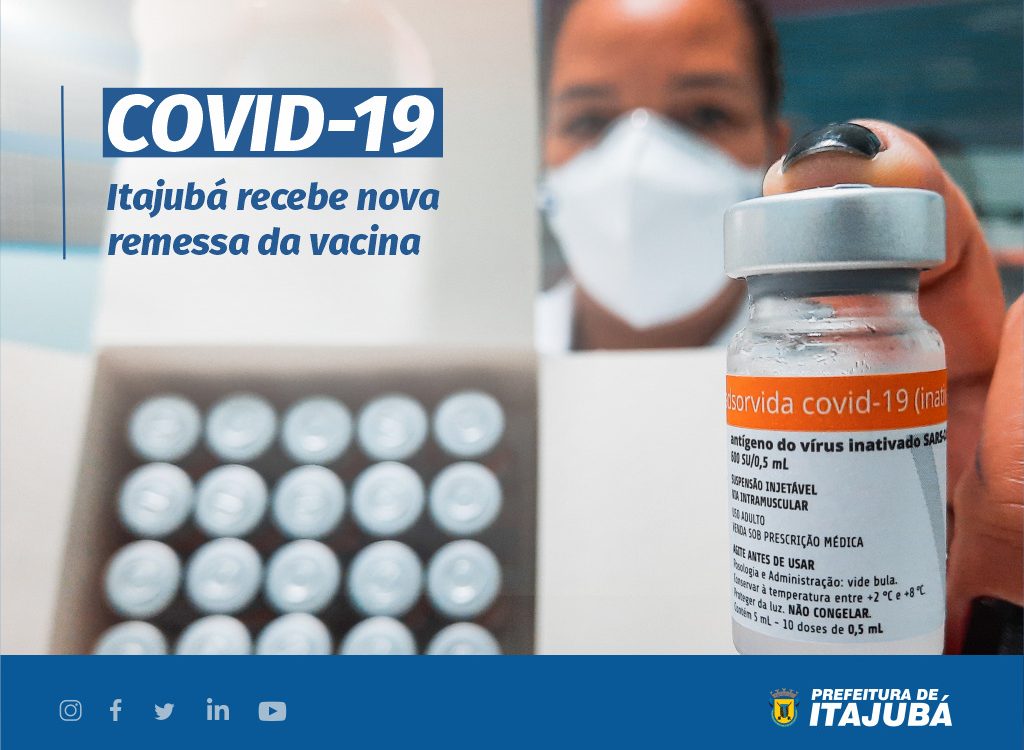 COVID-19
Itajubá recebe nova
remessa da vacina
adsorvida covid-19 (inati
antígeno do vírus inativado SARS-C
600 SU/0,5 mL
SUSPENSÃO INJETÁVEL
VIA INTRAMUSCULAR
USO ADULTO
VENDA SOB PRESCRIÇÃO MÉDICA
AGITE ANTES DE USAR
Posologia e Administração: vide bula.
Conservar à temperatura entre +2 °C e +8 °C.
Proteger da luz. NÃO CONGELAR.
Contém 5 mL - 10 doses de 0,5 mL
PREFEITURA DE
ITAJUBÁ